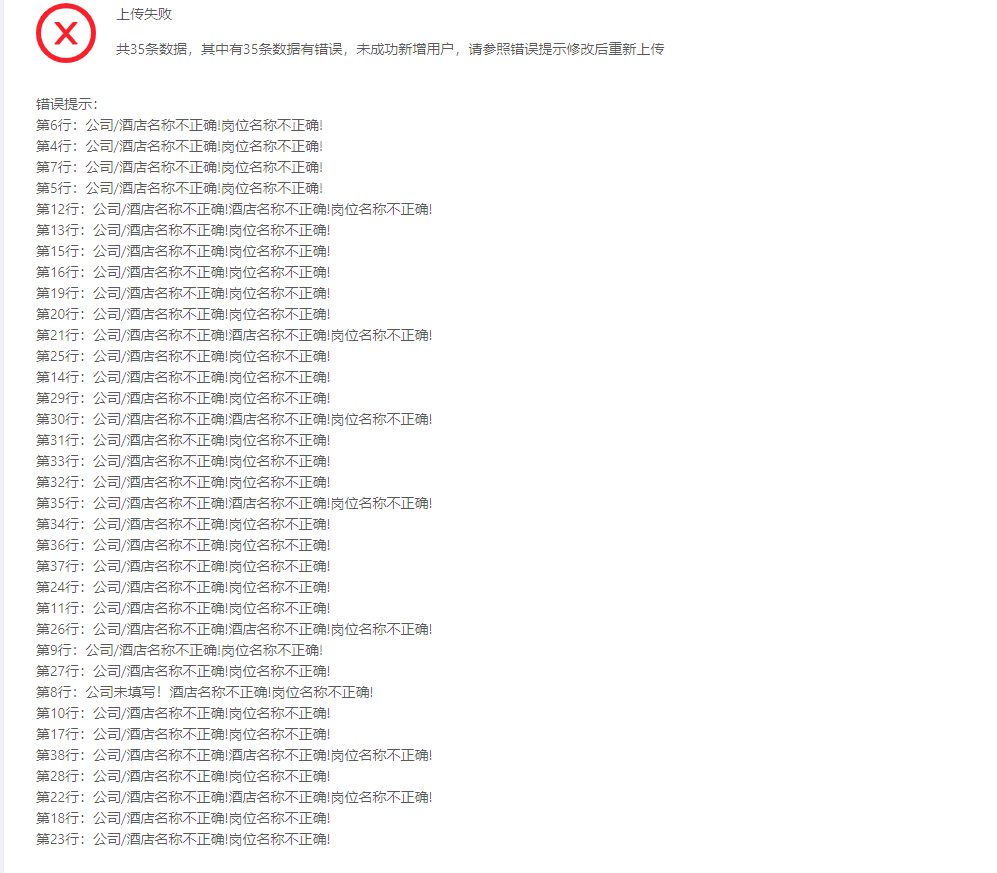 上传失败
共35条数据，其中有35条数据有错误，未成功新增用户，请参照错误提示修改后重新上传
错误提示：
第6行：公司/酒店名称不正确!岗位名称不正确!
第4行：公司/酒店名称不正确!岗位名称不正确!
第7行：公司/酒店名称不正确!岗位名称不正确!
第5行：公司/酒店名称不正确!岗位名称不正确!
第12行：公司/酒店名称不正确!酒店名称不正确!岗位名称不正确!
第13行：公司/酒店名称不正确!岗位名称不正确!
第15行：公司/酒店名称不正确!岗位名称不正确!
第16行：公司/酒店名称不正确!岗位名称不正确!
第19行：公司/酒店名称不正确!岗位名称不正确!
第20行：公司/酒店名称不正确!岗位名称不正确!
第21行：公司/酒店名称不正确!酒店名称不正确!岗位名称不正确!
第25行：公司/酒店名称不正确!岗位名称不正确!
第14行：公司/酒店名称不正确!岗位名称不正确!
第29行：公司/酒店名称不正确!岗位名称不正确!
第30行：公司/酒店名称不正确!酒店名称不正确!岗位名称不正确!
第31行：公司/酒店名称不正确!岗位名称不正确!
第33行：公司/酒店名称不正确!岗位名称不正确!
第32行：公司/酒店名称不正确!岗位名称不正确!
第35行：公司/酒店名称不正确!酒店名称不正确!岗位名称不正确!
第34行：公司/酒店名称不正确!岗位名称不正确!
第36行：公司/酒店名称不正确!岗位名称不正确!
第37行：公司/酒店名称不正确!岗位名称不正确!
第24行：公司/酒店名称不正确!岗位名称不正确!
第11行：公司/酒店名称不正确!岗位名称不正确!
第26行：公司/酒店名称不正确!酒店名称不正确!岗位名称不正确!
第9行：公司/酒店名称不正确!岗位名称不正确!
第27行：公司/酒店名称不正确!岗位名称不正确!
第8行：公司未填写！酒店名称不正确!岗位名称不正确!
第10行：公司/酒店名称不正确!岗位名称不正确!
第17行：公司/酒店名称不正确!岗位名称不正确!
第38行：公司/酒店名称不正确!酒店名称不正确!岗位名称不正确!
第28行：公司/酒店名称不正确!岗位名称不正确!
第22行：公司/酒店名称不正确!酒店名称不正确!岗位名称不正确!
第18行：公司/酒店名称不正确!岗位名称不正确!
第23行：公司/酒店名称不正确!岗位名称不正确!